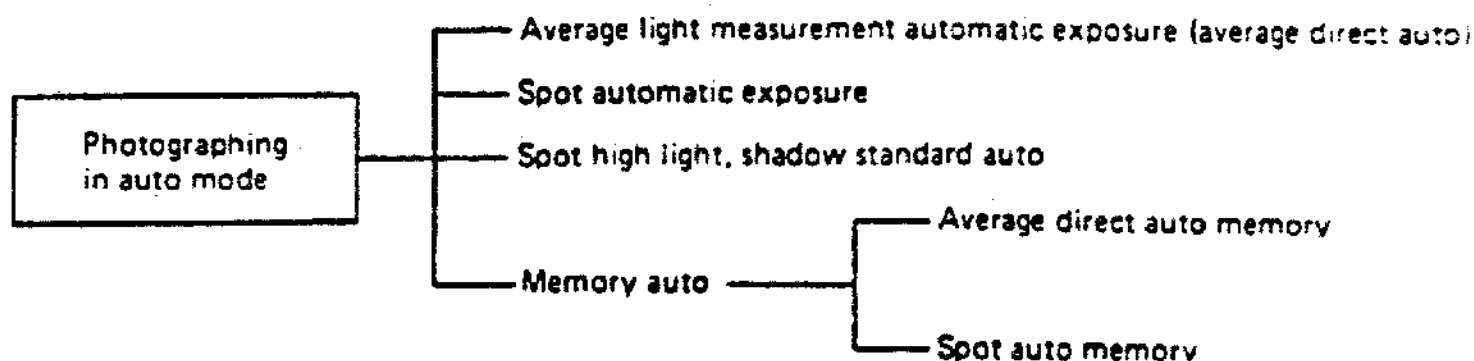 Average light measurement automatic exposure (average direct auto)
Spot automatic exposure
Photographing
in auto mode
Spot high light, shadow standard auto
Average direct auto memory
Memory auto
Spot auto memory